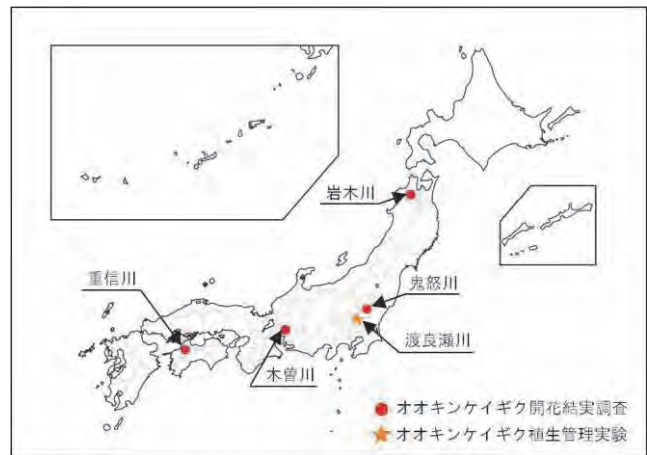 岩木川
重信川
鬼怒川
渡良瀬川
木曽川
オオキンケイギク開花結実調査
オオキンケイギク植生管理実験